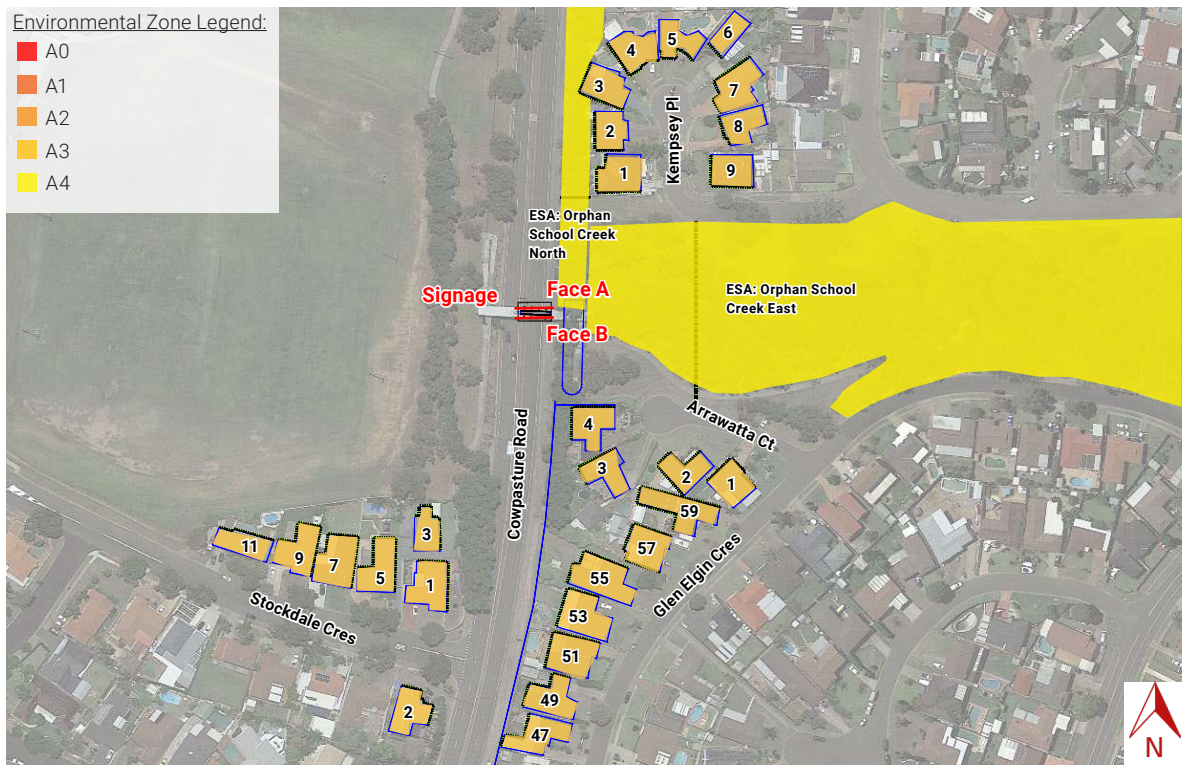 Environmental Zone Legend:
A0
A1
A2
A3
A4
4
5
6
3
7
2
8
1
9
Kempsey Pl
ESA: Orphan
School Creek
North
Signage
Face A
Face B
ESA: Orphan School
Creek East
Cowpasture Road
4
3
Arrawatta Ct
2
1
59
57
55
53
51
49
47
Glen Elgin Cres
11
9
7
5
3
1
Stockdale Cres
2
N